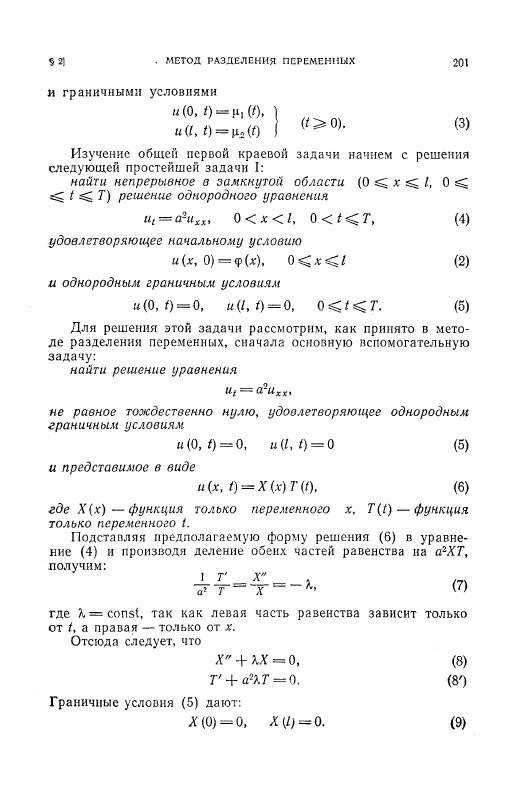 § 2] . МЕТОД РАЗДЕЛЕНИЯ ПЕРЕМЕННЫХ 201
и граничными условиями
u (0, t) = μ₁ (t),
u (l, t) = μ₂ (t) } (t ⩾ 0). (3)
Изучение общей первой краевой задачи начнем с решения
следующей простейшей задачи I:
найти непрерывное в замкнутой области (0 ⩽ x ⩽ l, 0 ⩽
⩽ t ⩽ T) решение однородного уравнения
uₜ = a²uₓₓ, 0 < x < l, 0 < t ⩽ T, (4)
удовлетворяющее начальному условию
u (x, 0) = φ (x), 0 ⩽ x ⩽ l (2)
и однородным граничным условиям
u (0, t) = 0, u (l, t) = 0, 0 ⩽ t ⩽ T. (5)
Для решения этой задачи рассмотрим, как принято в мето-
де разделения переменных, сначала основную вспомогательную
задачу:
найти решение уравнения
uₜ = a²uₓₓ,
не равное тождественно нулю, удовлетворяющее однородным
граничным условиям
u (0, t) = 0, u (l, t) = 0 (5)
и представимое в виде
u (x, t) = X (x) T (t), (6)
где X (x) — функция только переменного x, T (t) — функция
только переменного t.
Подставляя предполагаемую форму решения (6) в уравне-
ние (4) и производя деление обеих частей равенства на a²XT,
получим:
1/a² T′/T = X″/X = — λ, (7)
где λ = const, так как левая часть равенства зависит только
от t, а правая — только от x.
Отсюда следует, что
X″ + λX = 0, (8)
T′ + a²λT = 0. (8′)
Граничные условия (5) дают:
X (0) = 0, X (l) = 0. (9)